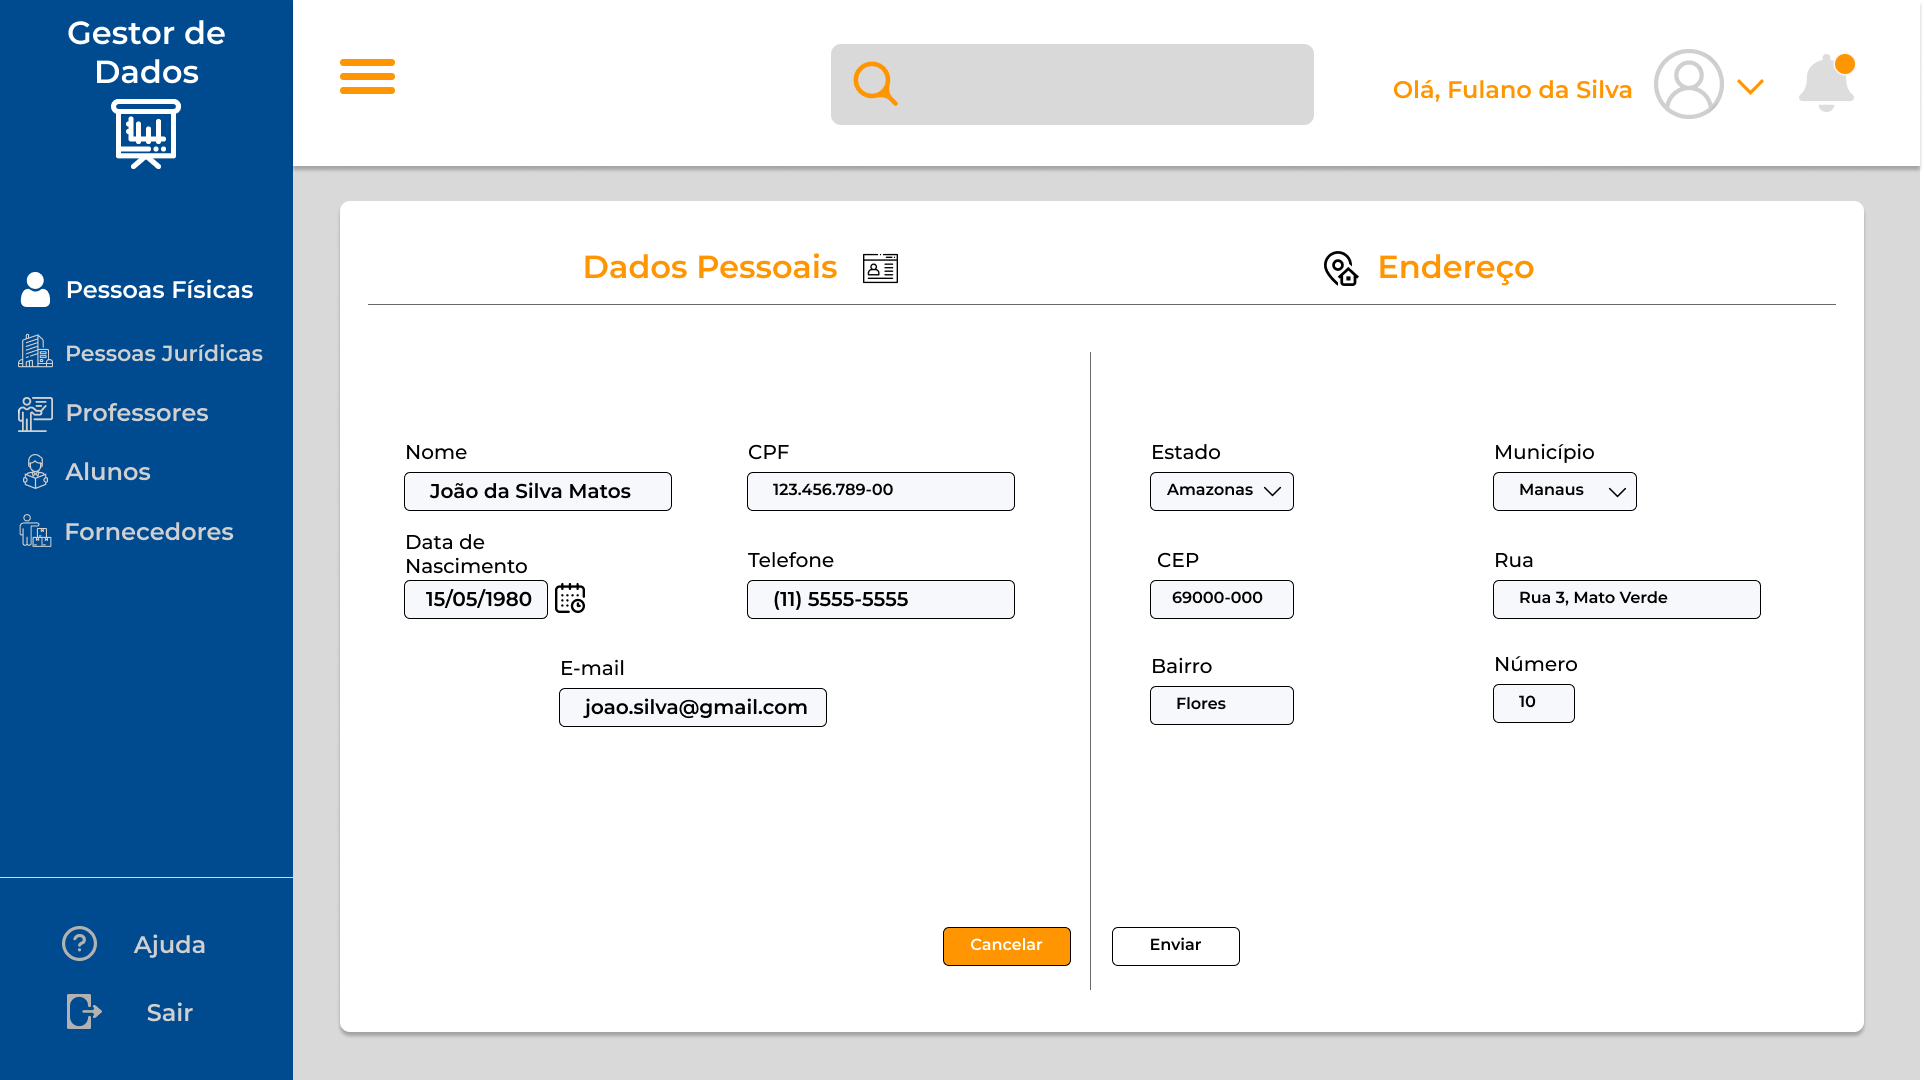 Gestor de
Dados
Olá, Fulano da Silva
Pessoas Físicas
Pessoas Jurídicas
Professores
Alunos
Fornecedores
Ajuda
Sair
Dados Pessoais
Endereço
Nome
João da Silva Matos
CPF
123.456.789-00
Data de
Nascimento
15/05/1980
Telefone
(11) 5555-5555
E-mail
joao.silva@gmail.com
Estado
Amazonas
Município
Manaus
CEP
69000-000
Rua
Rua 3, Mato Verde
Bairro
Flores
Número
10
Cancelar
Enviar